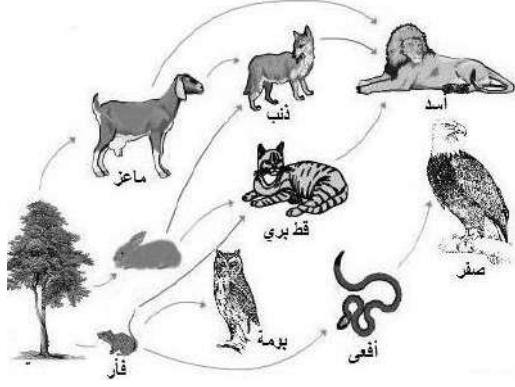 أسد
ذئب
ماعز
صقر
قط بري
بومة
أفعى
فأر